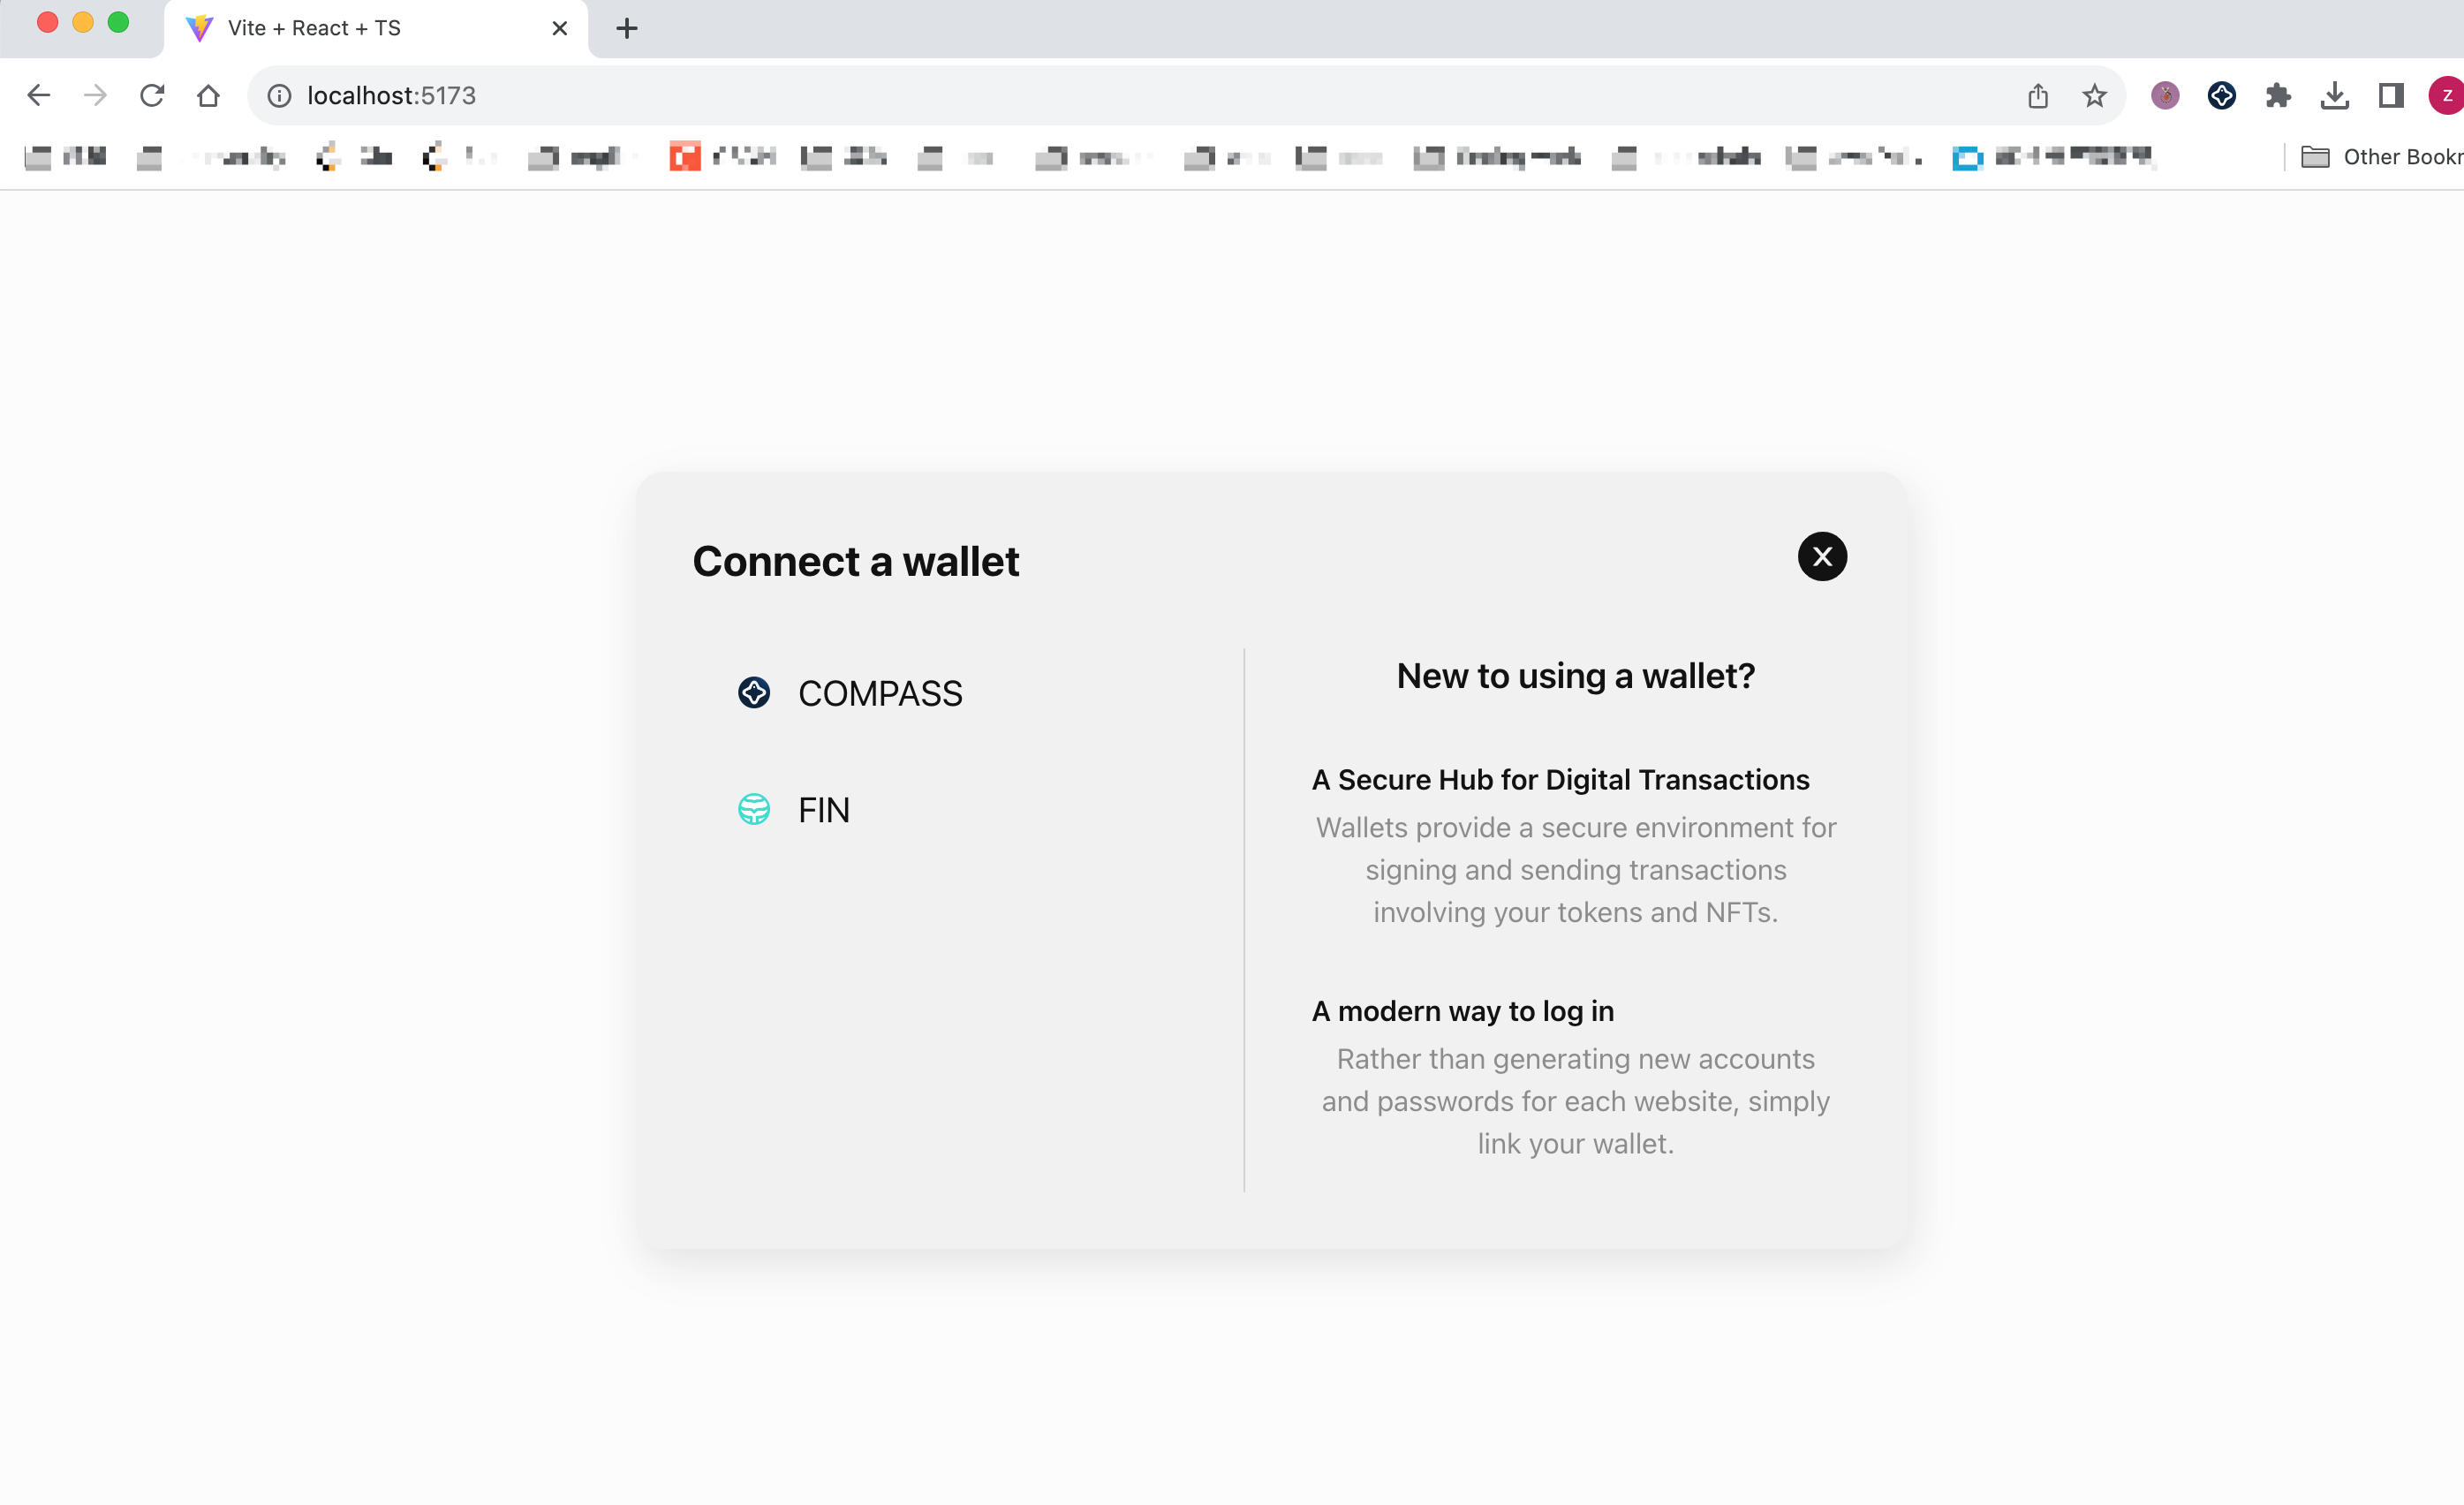 Vite + React + TS
localhost:5173
Z
Other Bookr
Connect a wallet
X
COMPASS
FIN
New to using a wallet?
A Secure Hub for Digital Transactions
Wallets provide a secure environment for
signing and sending transactions
involving your tokens and NFTs.
A modern way to log in
Rather than generating new accounts
and passwords for each website, simply
link your wallet.